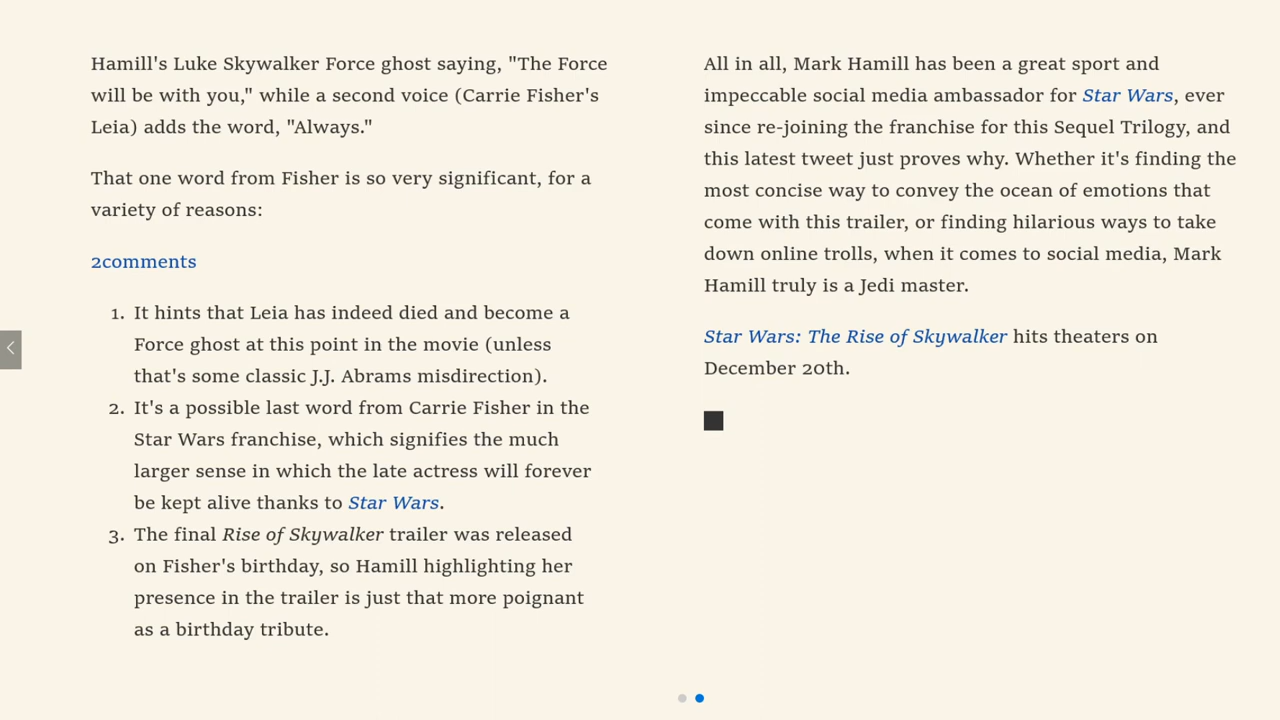 Hamill's Luke Skywalker Force ghost saying, "The Force
will be with you," while a second voice (Carrie Fisher's
Leia) adds the word, "Always."
That one word from Fisher is so very significant, for a
variety of reasons:
2comments
1. It hints that Leia has indeed died and become a
Force ghost at this point in the movie (unless
that's some classic J.J. Abrams misdirection).
2. It's a possible last word from Carrie Fisher in the
Star Wars franchise, which signifies the much
larger sense in which the late actress will forever
be kept alive thanks to Star Wars.
3. The final Rise of Skywalker trailer was released
on Fisher's birthday, so Hamill highlighting her
presence in the trailer is just that more poignant
as a birthday tribute.
All in all, Mark Hamill has been a great sport and
impeccable social media ambassador for Star Wars, ever
since re-joining the franchise for this Sequel Trilogy, and
this latest tweet just proves why. Whether it's finding the
most concise way to convey the ocean of emotions that
come with this trailer, or finding hilarious ways to take
down online trolls, when it comes to social media, Mark
Hamill truly is a Jedi master.
Star Wars: The Rise of Skywalker hits theaters on
December 20th.